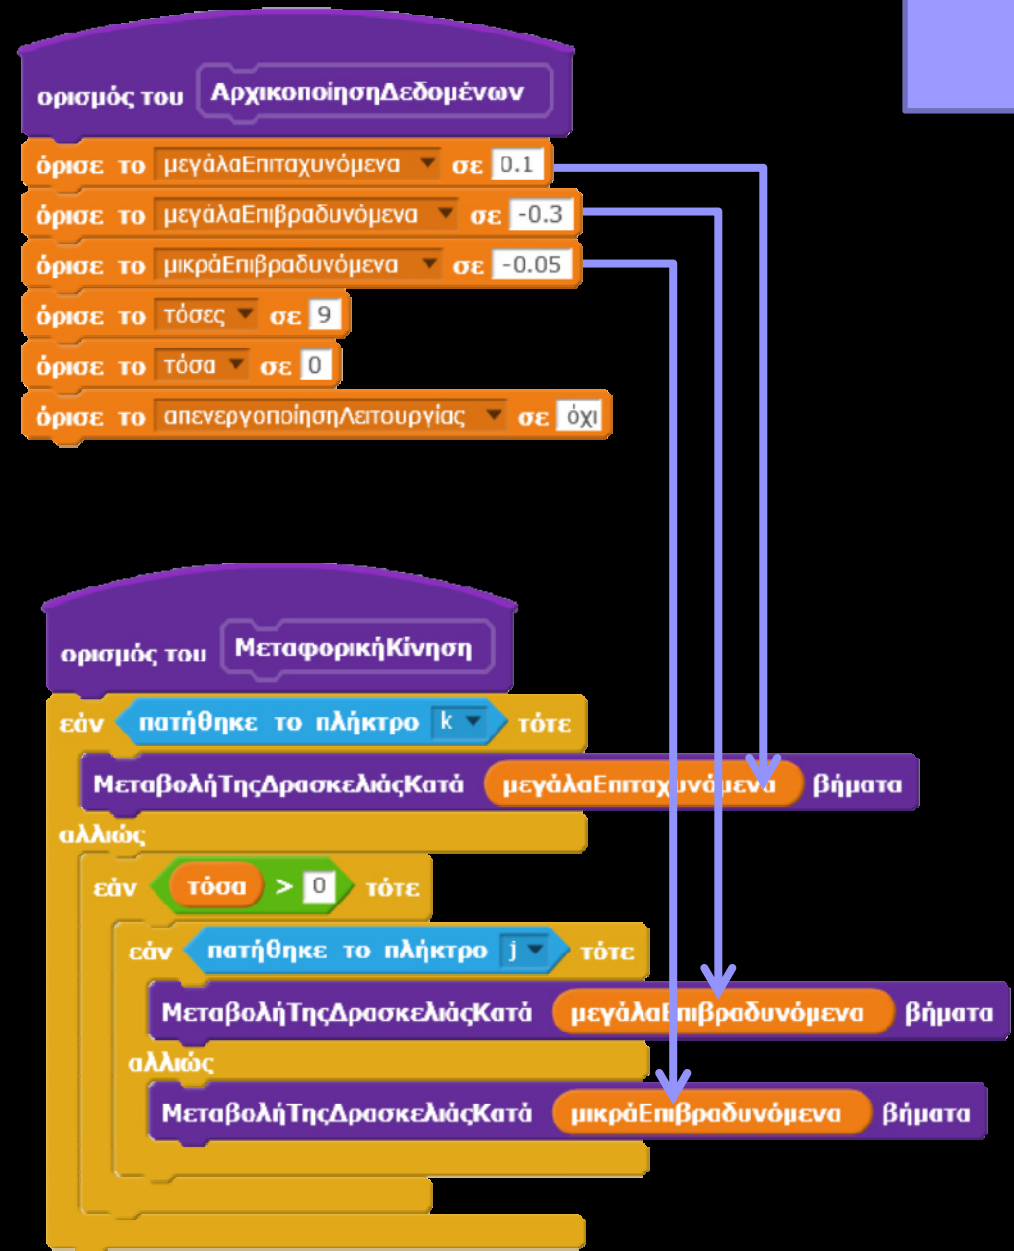 ορισμός του ΑρχικοποίησηΔεδομένων
όρισε το μεγάλαΕπιταχυνόμενα σε 0.1
όρισε το μεγάλαΕπιβραδυνόμενα σε -0.3
όρισε το μικράΕπιβραδυνόμενα σε -0.05
όρισε το τόσες σε 9
όρισε το τόσα σε 0
όρισε το απενεργοποίησηΛειτουργίας σε όχι
ορισμός του ΜεταφορικήΚίνηση
εάν πατήθηκε το πλήκτρο k τότε
ΜεταβολήΤηςΔρασκελιάςΚατά μεγάλαΕπιταχυνόμενα βήματα
αλλιώς
εάν τόσα > 0 τότε
εάν πατήθηκε το πλήκτρο j τότε
ΜεταβολήΤηςΔρασκελιάςΚατά μεγάλαΕπιβραδυνόμενα βήματα
αλλιώς
ΜεταβολήΤηςΔρασκελιάςΚατά μικράΕπιβραδυνόμενα βήματα